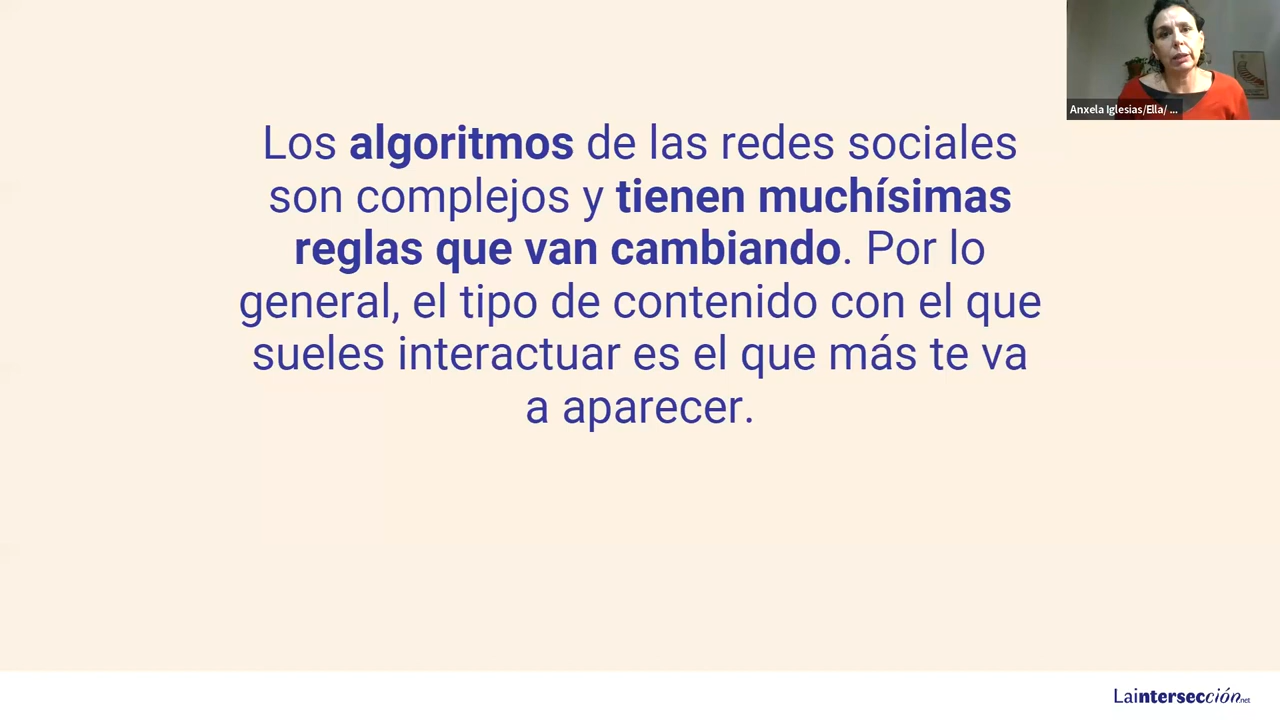 Los algoritmos de las redes sociales
son complejos y tienen muchísimas
reglas que van cambiando. Por lo
general, el tipo de contenido con el que
sueles interactuar es el que más te va
a aparecer.
Anxela Iglesias/Ella/ ...
Laintersección.net